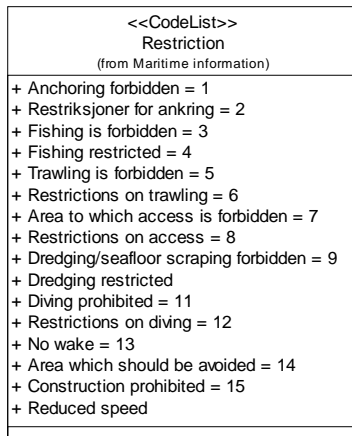 <<CodeList>>
Restriction
(from Maritime information)
+ Anchoring forbidden = 1
+ Restriksjoner for ankring = 2
+ Fishing is forbidden = 3
+ Fishing restricted = 4
+ Trawling is forbidden = 5
+ Restrictions on trawling = 6
+ Area to which access is forbidden = 7
+ Restrictions on access = 8
+ Dredging/seafloor scraping forbidden = 9
+ Dredging restricted
+ Diving prohibited = 11
+ Restrictions on diving = 12
+ No wake = 13
+ Area which should be avoided = 14
+ Construction prohibited = 15
+ Reduced speed